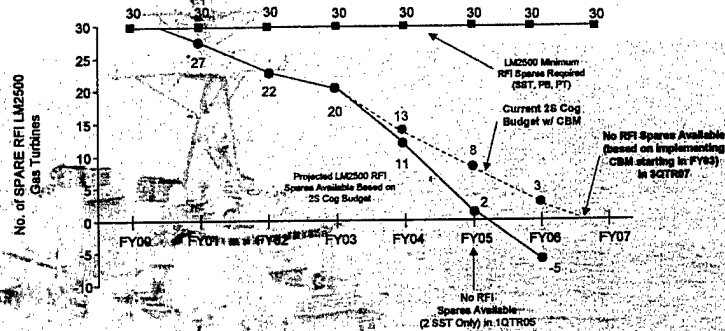 30 30 30 30 30 30 30 30
No. of SPARE RFI LM2500
Gas Turbines
30
25
20
15
10
5
0
5
10
27
22
20
13
11
8
2
3
-5
LM2500 Minimum
RFI Spares Required
(SST, PB, PT)
Current 2S Cog
Budget w/ CBM
No RFI Spares Available
(based on implementing
CBM starting in FY03)
in 3QTR07
Projected LM2500 RFI
Spares Available Based on
2S Cog Budget
FY00 FY01 FY02 FY03 FY04 FY05 FY06 FY07
No RFI
Spares Available
(2 SST Only) in 1QTR05